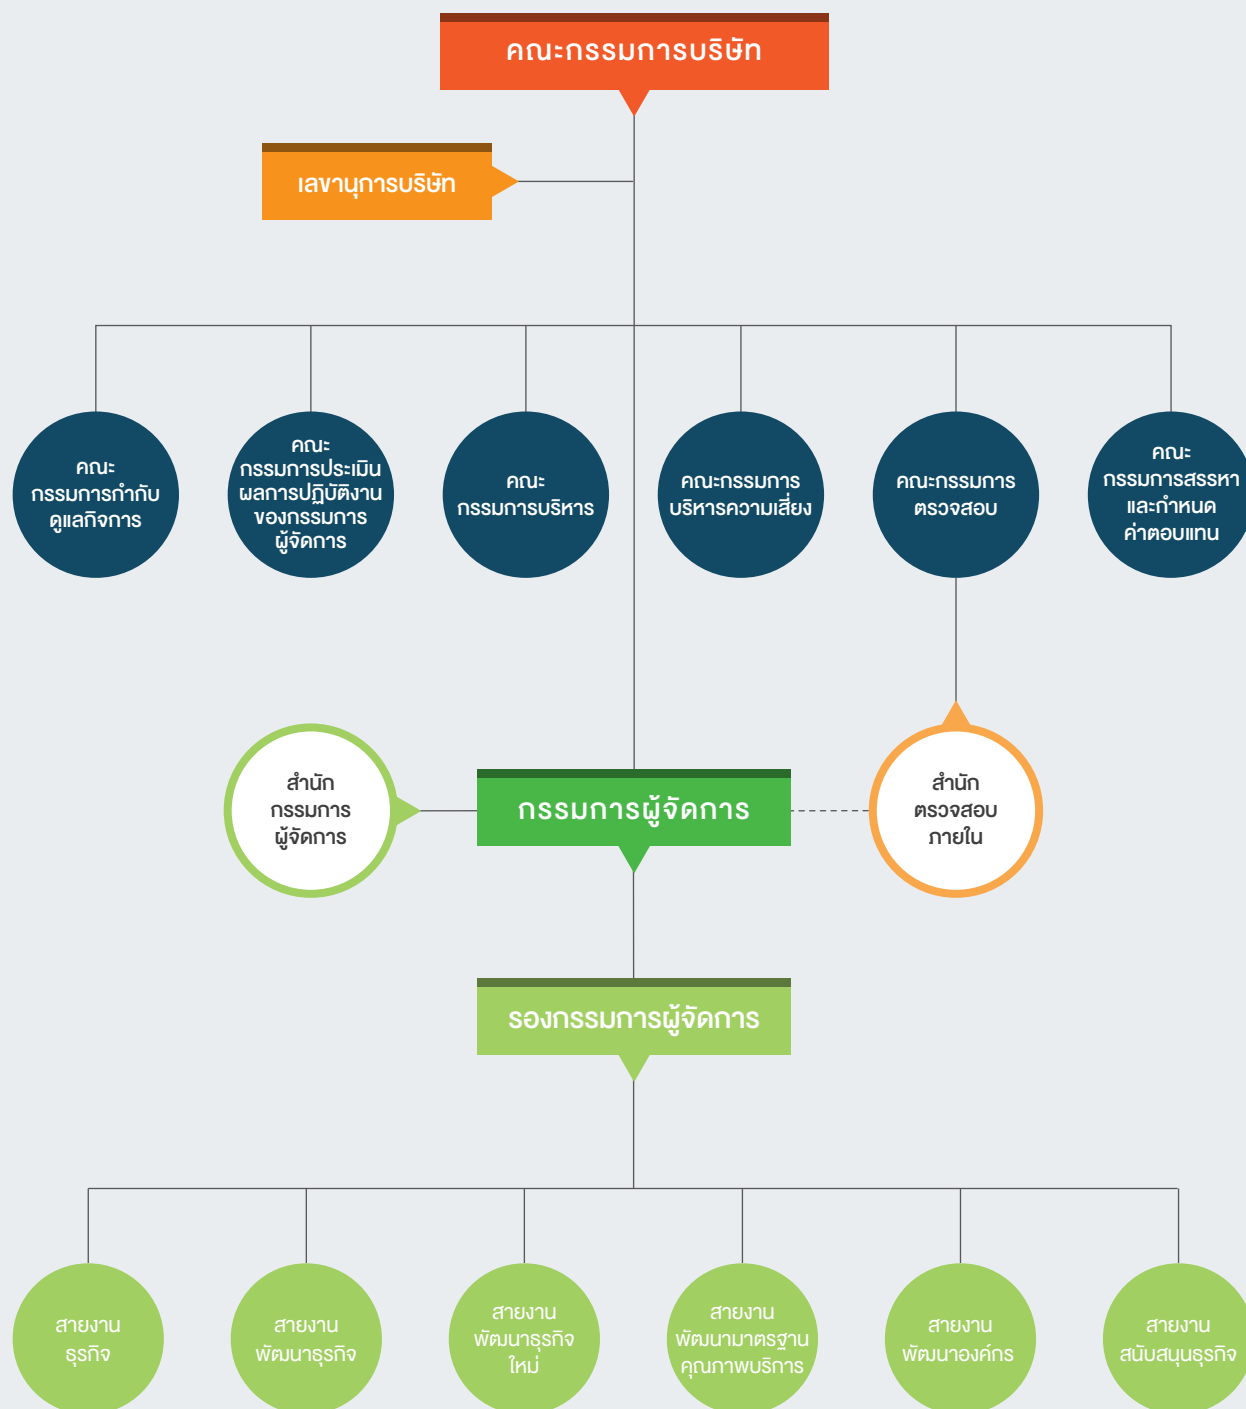 คณะกรรมการบริษัท
เลขานุการบริษัท
คณะ
กรรมการกำกับ
ดูแลกิจการ
คณะ
กรรมการประเมิน
ผลการปฏิบัติงาน
ของกรรมการ
ผู้จัดการ
คณะ
กรรมการบริหาร
คณะกรรมการ
บริหารความเสี่ยง
คณะกรรมการ
ตรวจสอบ
คณะ
กรรมการสรรหา
และกำหนด
ค่าตอบแทน
สำนัก
กรรมการ
ผู้จัดการ
กรรมการผู้จัดการ
สำนัก
ตรวจสอบ
ภายใน
รองกรรมการผู้จัดการ
สายงาน
ธุรกิจ
สายงาน
พัฒนาธุรกิจ
สายงาน
พัฒนาธุรกิจ
ใหม่
สายงาน
พัฒนามาตรฐาน
คุณภาพบริการ
สายงาน
พัฒนาองค์กร
สายงาน
สนับสนุนธุรกิจ